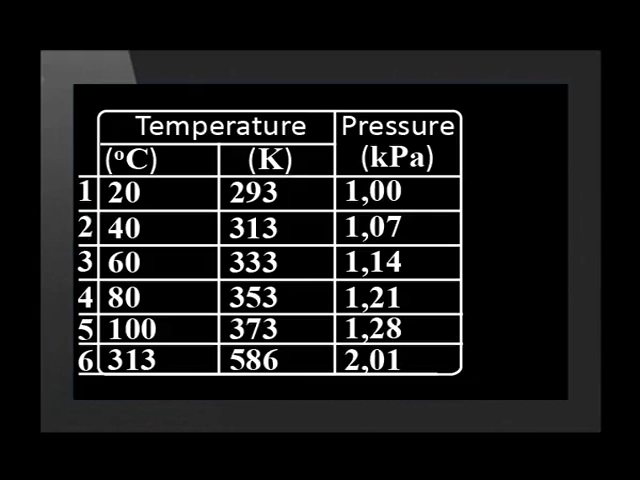 Temperature Pressure
(°C) (K) (kPa)
1 20 293 1,00
2 40 313 1,07
3 60 333 1,14
4 80 353 1,21
5 100 373 1,28
6 313 586 2,01